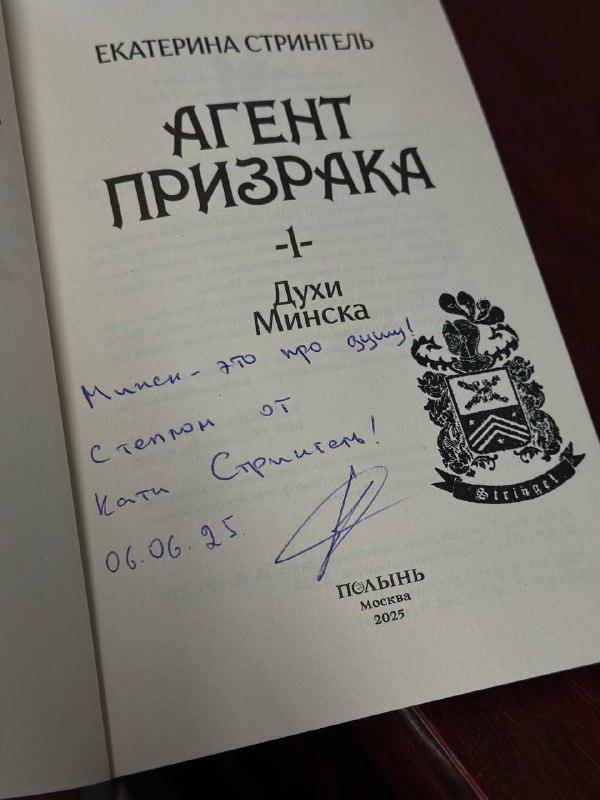 ЕКАТЕРИНА СТРИНГЕЛЬ
АГЕНТ
ПРИЗРАКА
-1-
Духи
Минска
Минск - это про душу!
С теплом от
Кати Стрингель!
06.06.25.
Stringel
ПОЛЫНЬ
Москва
2025